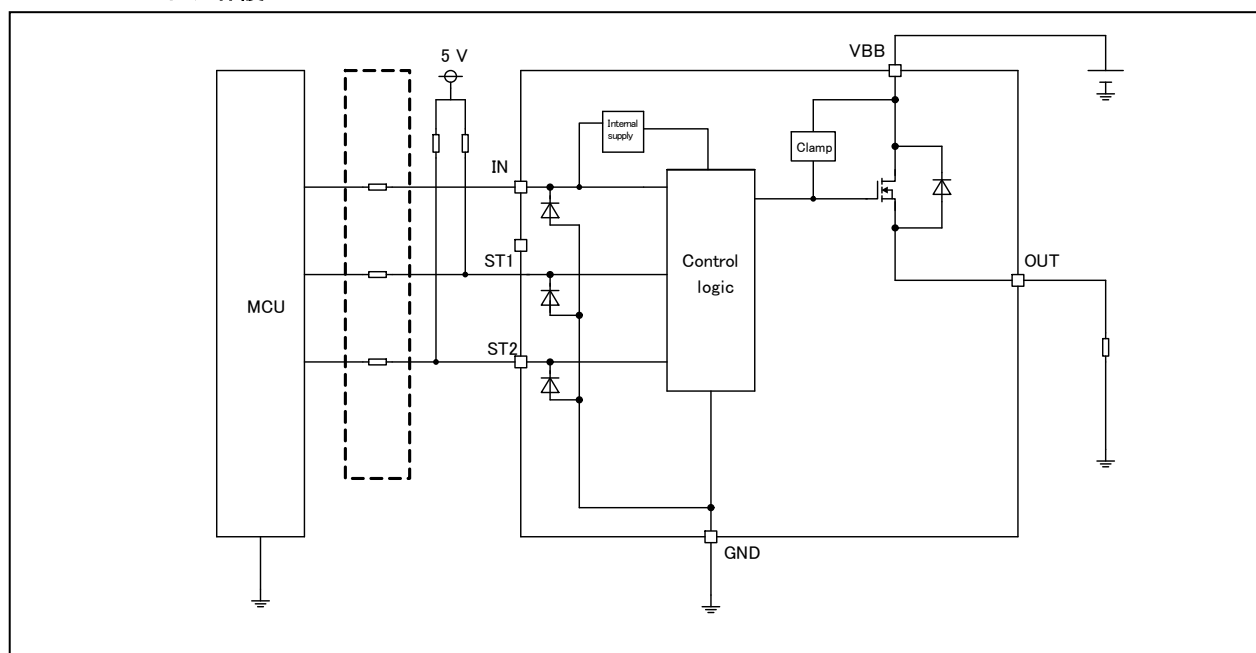 5 V
VBB
Internal
supply
Clamp
IN
ST1
OUT
Control
logic
MCU
ST2
GND